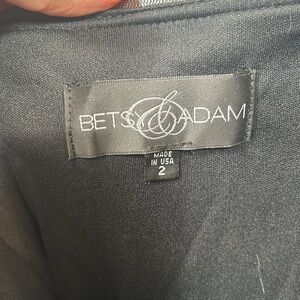 BETSY & ADAM
MADE
IN USA
2